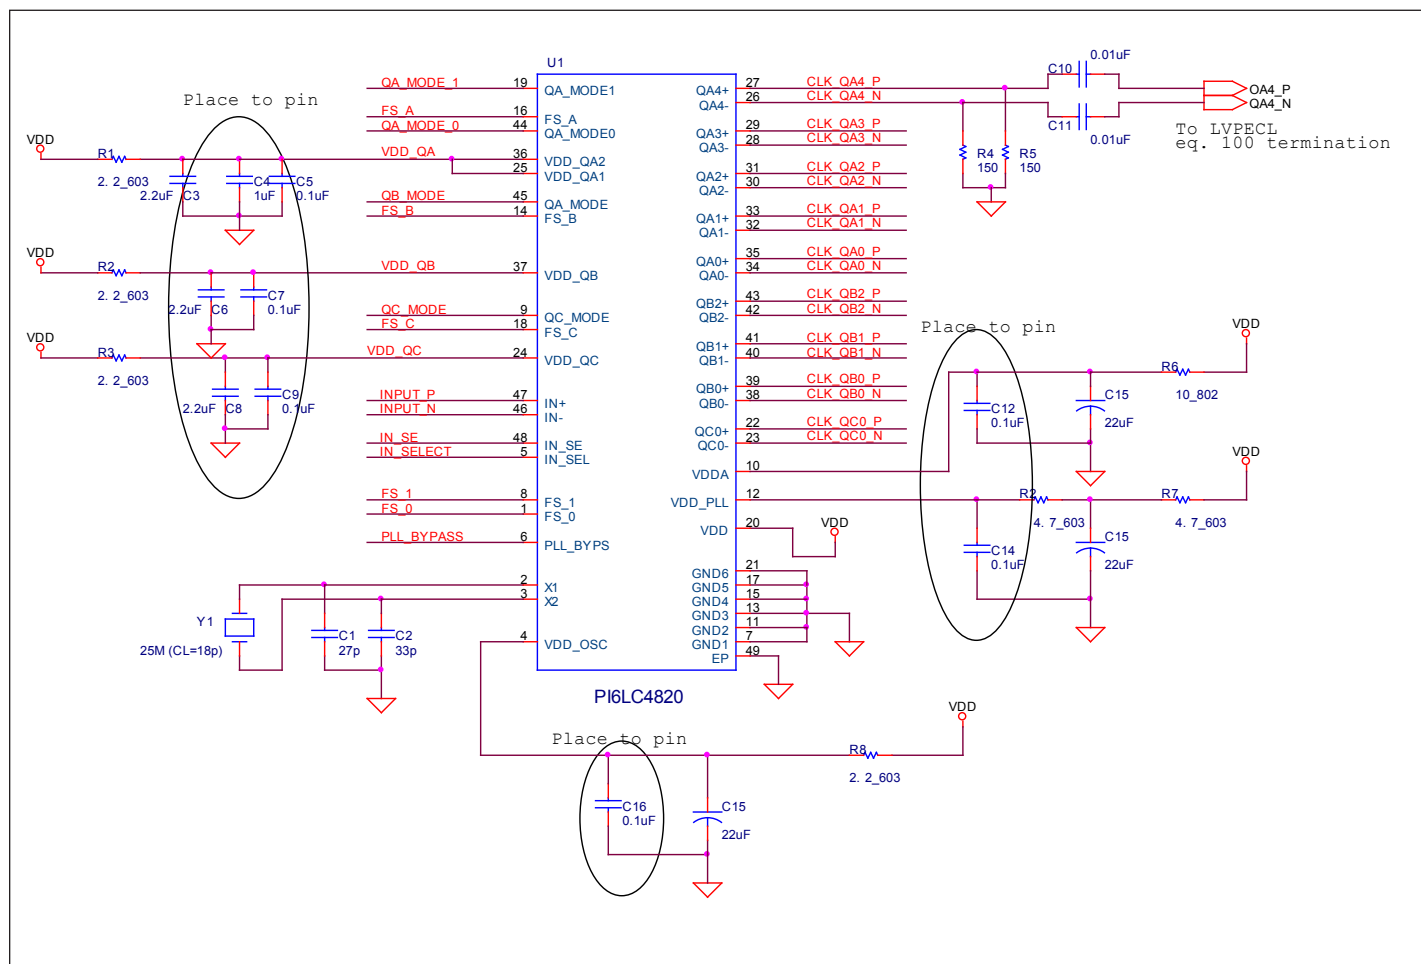 U1
QA_MODE_1 19 QA_MODE1
FS_A 16 FS_A
QA_MODE_0 44 QA_MODE0
Place to pin
VDD
R1
2. 2_603
2.2uF C3
C4
1uF
C5
0.1uF
VDD_QA 36 VDD_QA2
25 VDD_QA1
QB_MODE 45 QA_MODE
FS_B 14 FS_B
VDD
R2
2. 2_603
2.2uF C6
C7
0.1uF
VDD_QB 37 VDD_QB
QC_MODE 9 QC_MODE
FS_C 18 FS_C
VDD
R3
2. 2_603
2.2uF C8
C9
0.1uF
VDD_QC 24 VDD_QC
INPUT_P 47 IN+
INPUT_N 46 IN-
IN_SE 48 IN_SE
IN_SELECT 5 IN_SEL
FS_1 8 FS_1
FS_0 1 FS_0
PLL_BYPASS 6 PLL_BYPS
2 X1
3 X2
Y1
25M (CL=18p)
C1
27p
C2
33p
4 VDD_OSC
QA4+ 27 CLK_QA4_P
QA4- 26 CLK_QA4_N
QA3+ 29 CLK_QA3_P
QA3- 28 CLK_QA3_N
QA2+ 31 CLK_QA2_P
QA2- 30 CLK_QA2_N
QA1+ 33 CLK_QA1_P
QA1- 32 CLK_QA1_N
QA0+ 35 CLK_QA0_P
QA0- 34 CLK_QA0_N
QB2+ 43 CLK_QB2_P
QB2- 42 CLK_QB2_N
QB1+ 41 CLK_QB1_P
QB1- 40 CLK_QB1_N
QB0+ 39 CLK_QB0_P
QB0- 38 CLK_QB0_N
QC0+ 22 CLK_QC0_P
QC0- 23 CLK_QC0_N
VDDA 10
VDD_PLL 12
VDD 20
VDD
GND6 21
GND5 17
GND4 15
GND3 13
GND2 11
GND1 7
EP 49
PI6LC4820
0.01uF
C10
C11
0.01uF
OA4_P
QA4_N
To LVPECL
eq. 100 termination
R4
150
R5
150
Place to pin
VDD
R6
10_802
C12
0.1uF
C15
22uF
VDD
R2
4. 7_603
R7
4. 7_603
C14
0.1uF
C15
22uF
Place to pin
VDD
R8
2. 2_603
C16
0.1uF
C15
22uF